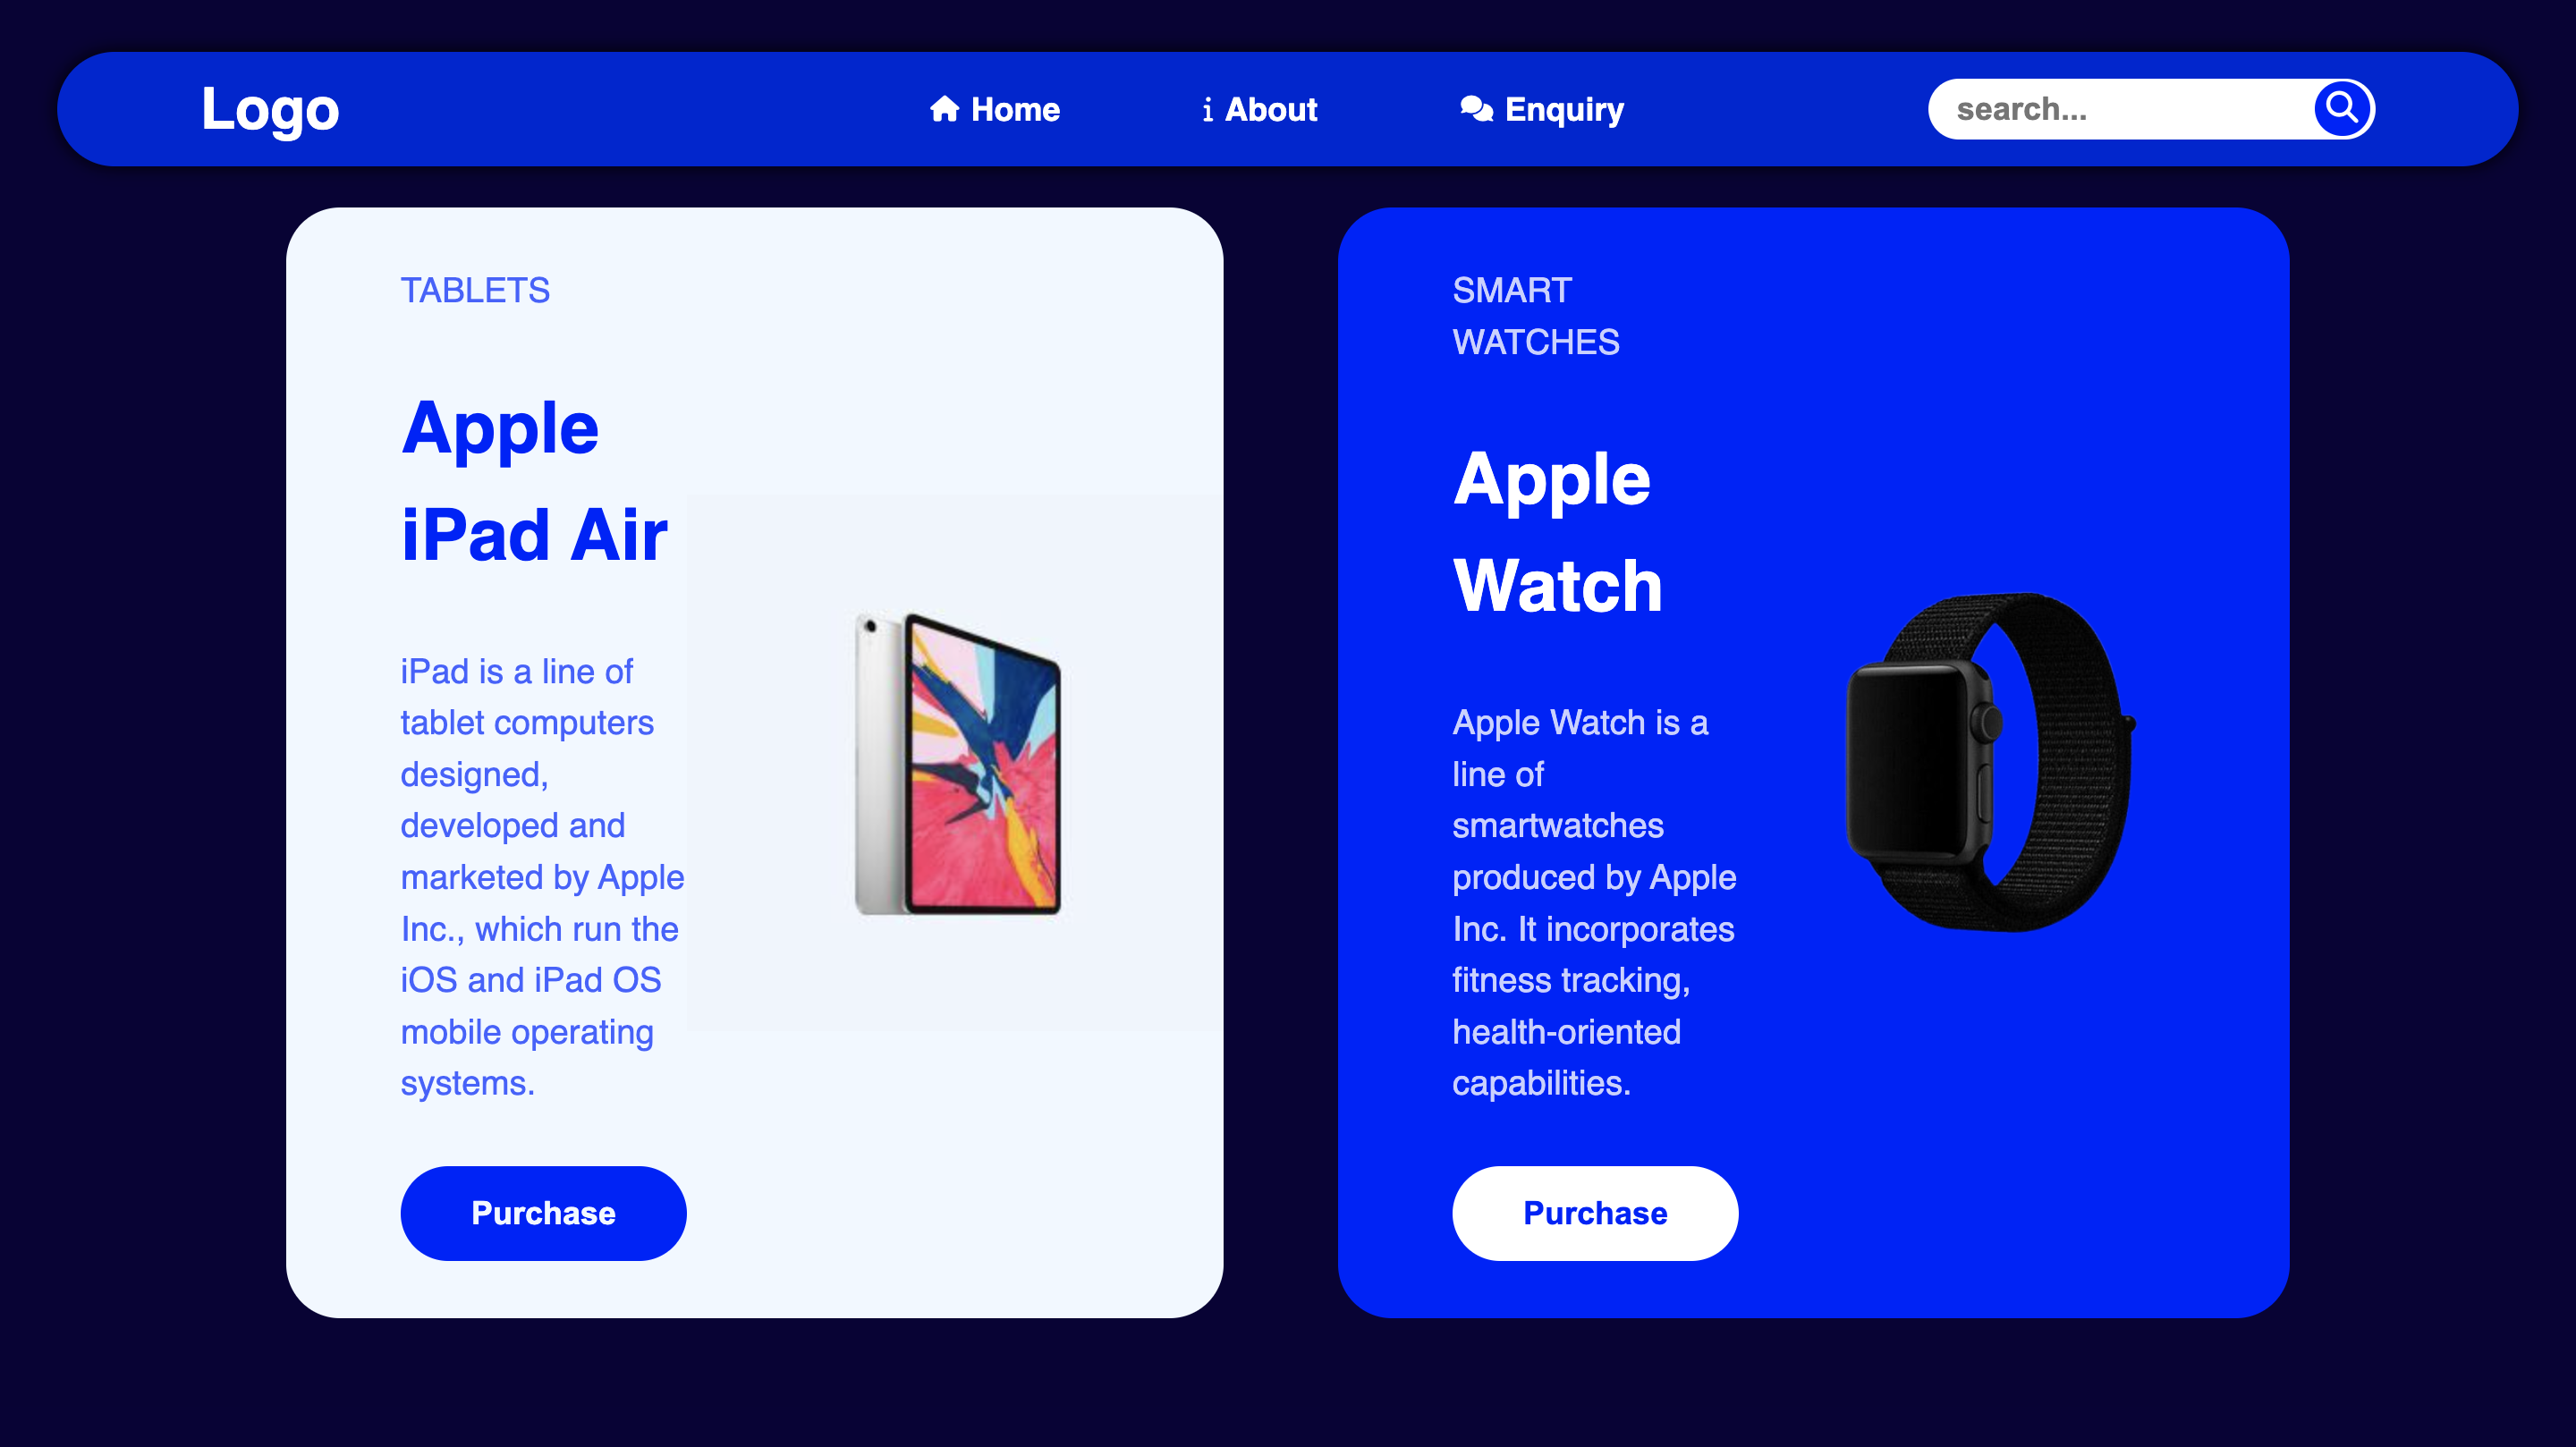 Logo
Home
About
Enquiry
search...
TABLETS
Apple
iPad Air
iPad is a line of
tablet computers
designed,
developed and
marketed by Apple
Inc., which run the
iOS and iPad OS
mobile operating
systems.
Purchase
SMART
WATCHES
Apple
Watch
Apple Watch is a
line of
smartwatches
produced by Apple
Inc. It incorporates
fitness tracking,
health-oriented
capabilities.
Purchase